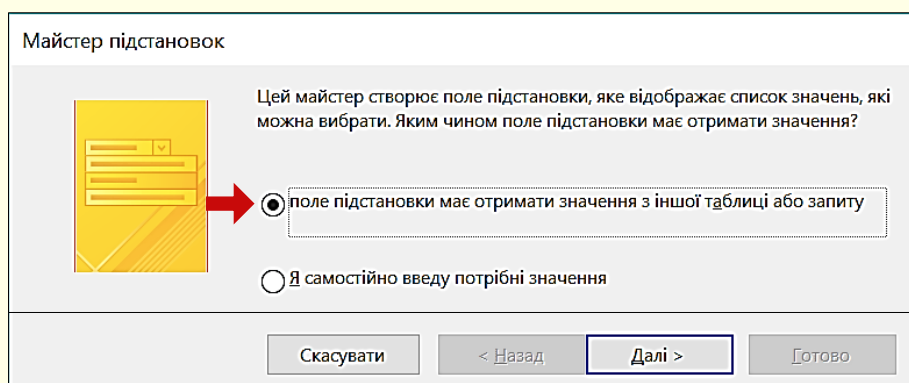 Майстер підстановок
Цей майстер створює поле підстановки, яке відображає список значень, які
можна вибрати. Яким чином поле підстановки має отримати значення?
поле підстановки має отримати значення з іншої таблиці або запиту
Я самостійно введу потрібні значення
Скасувати < Назад Далі > Готово